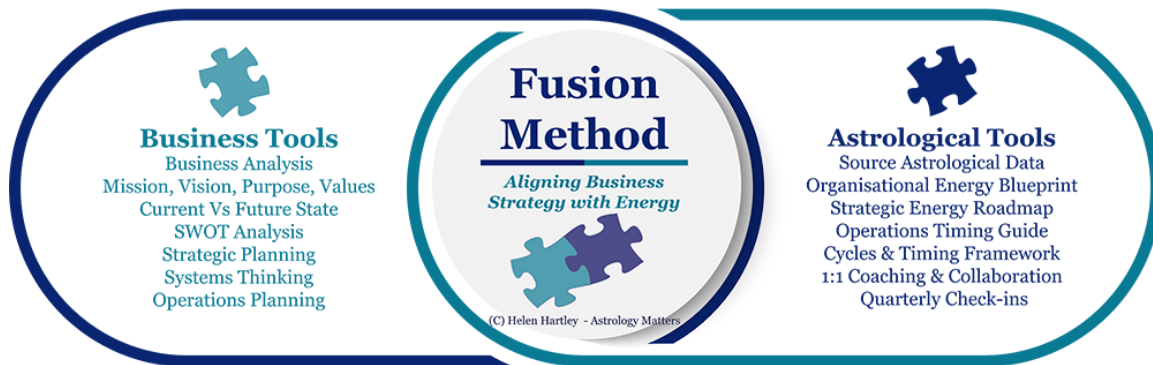 Business Tools
Business Analysis
Mission, Vision, Purpose, Values
Current Vs Future State
SWOT Analysis
Strategic Planning
Systems Thinking
Operations Planning
Fusion
Method
Aligning Business
Strategy with Energy
(C) Helen Hartley - Astrology Matters
Astrological Tools
Source Astrological Data
Organisational Energy Blueprint
Strategic Energy Roadmap
Operations Timing Guide
Cycles & Timing Framework
1:1 Coaching & Collaboration
Quarterly Check-ins